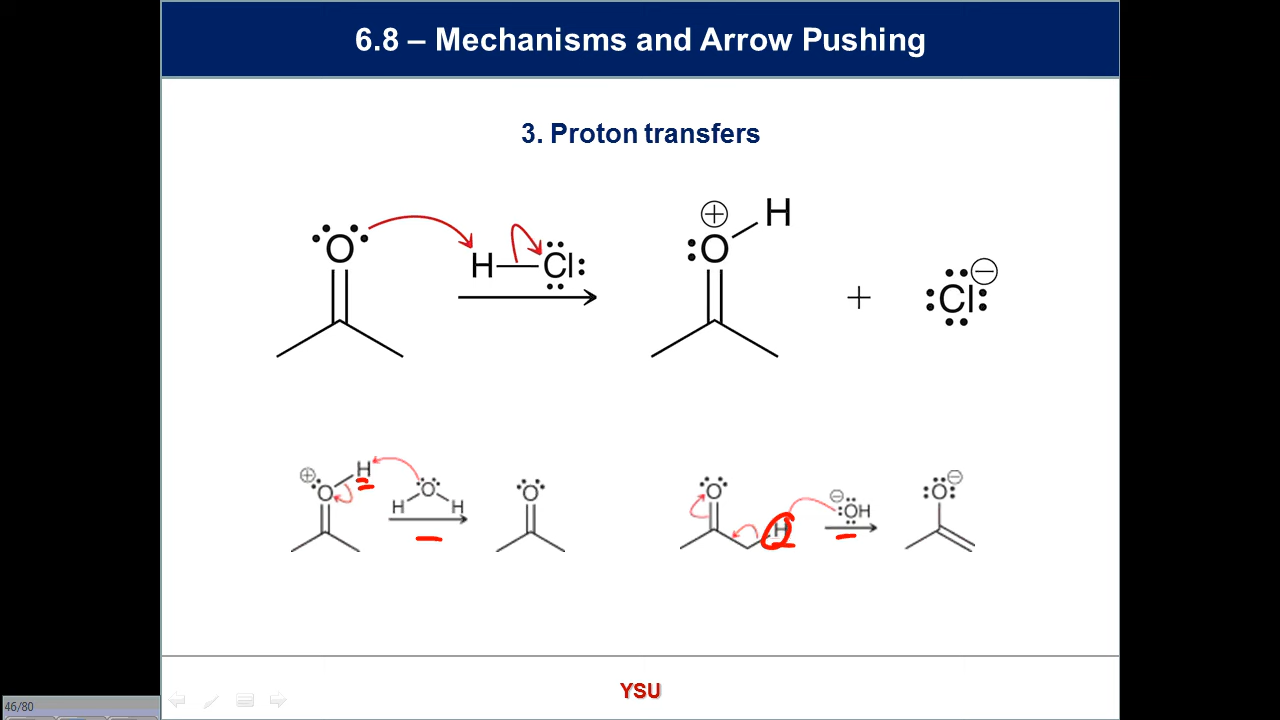 6.8 – Mechanisms and Arrow Pushing
3. Proton transfers
O H Cl
⊕ O H + Cl ⊖
⊕ O H H O H O
O H ⊖ OH O ⊖
YSU
46/80